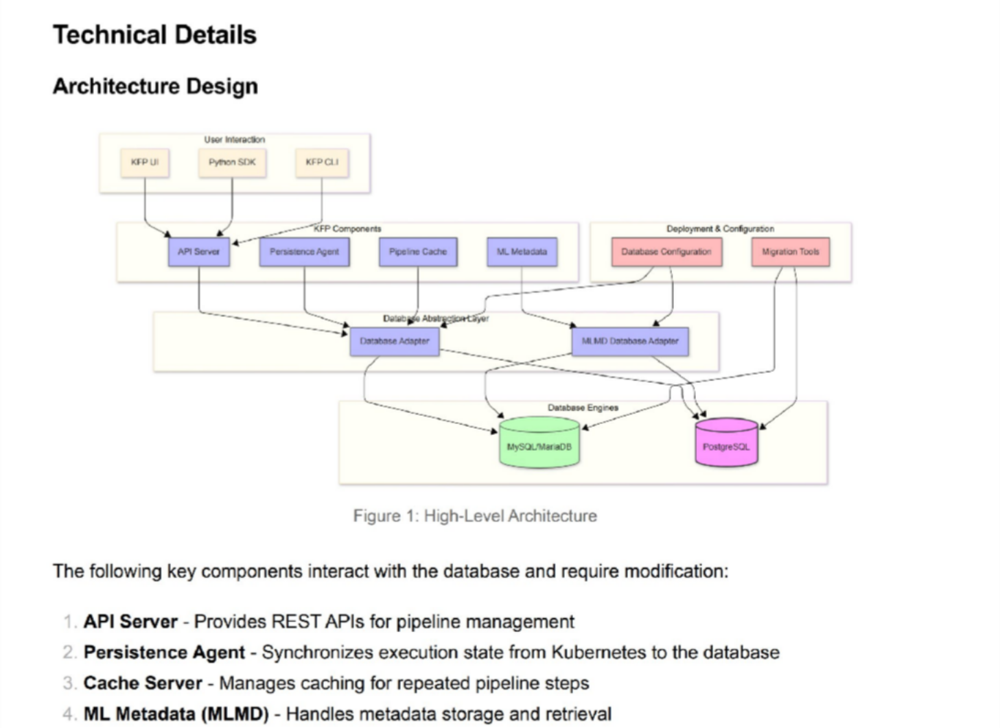 Technical Details
Architecture Design
User Interaction
KFP UI
Python SDK
KFP CLI
KFP Components
Deployment & Configuration
API Server
Persistence Agent
Pipeline Cache
ML Metadata
Database Configuration
Migration Tools
Database Abstraction Layer
Database Adapter
MLMD Database Adapter
Database Engines
MySQL/MariaDB
PostgreSQL
Figure 1: High-Level Architecture
The following key components interact with the database and require modification:
1. API Server - Provides REST APIs for pipeline management
2. Persistence Agent - Synchronizes execution state from Kubernetes to the database
3. Cache Server - Manages caching for repeated pipeline steps
4. ML Metadata (MLMD) - Handles metadata storage and retrieval